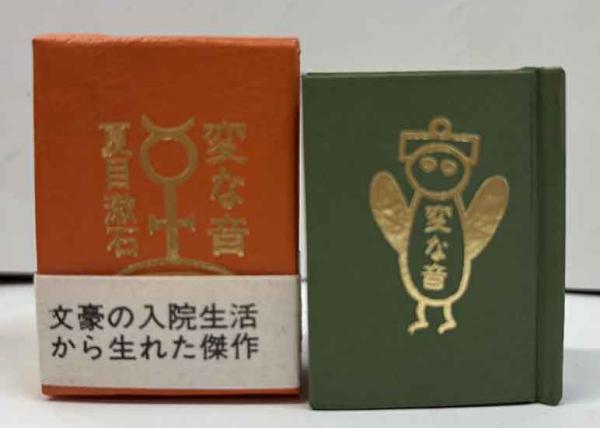 変な音
夏目漱石
文豪の入院生活
から生れた傑作
変な音